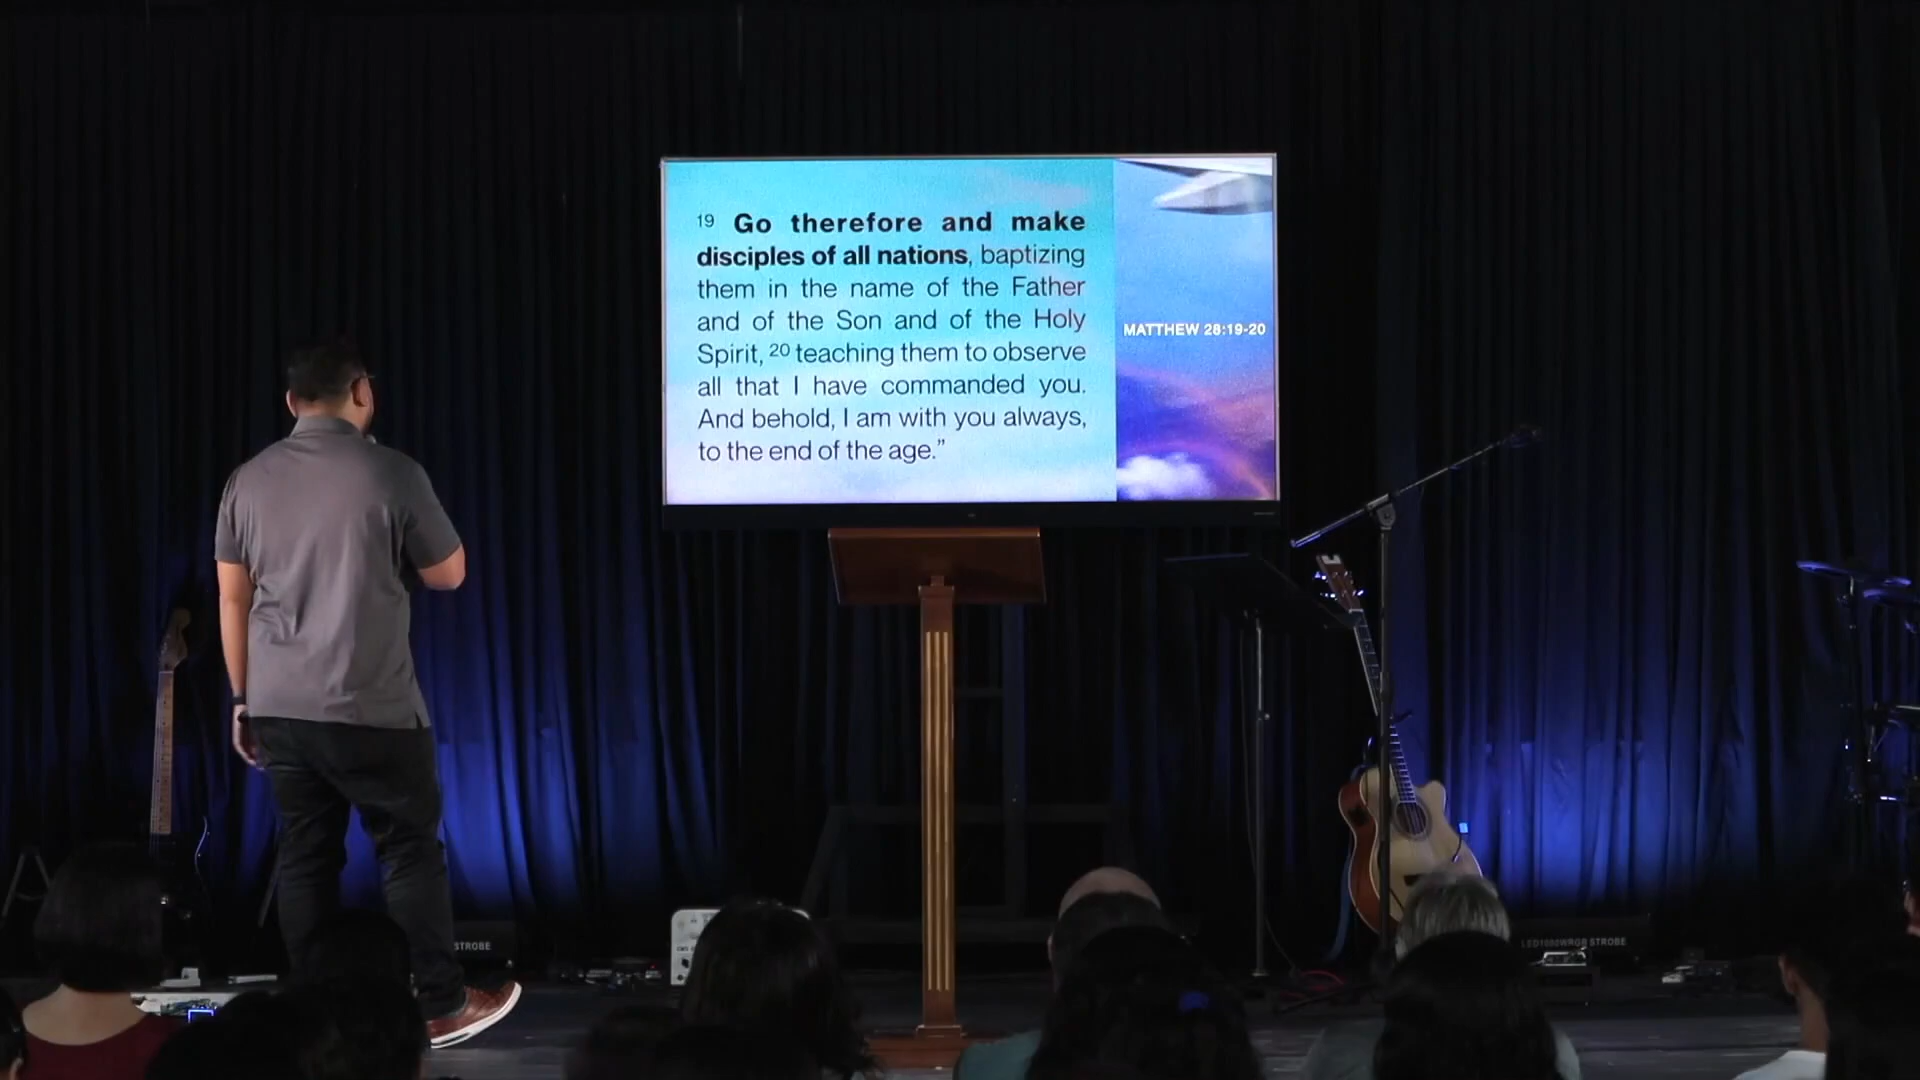 19 Go therefore and make
disciples of all nations, baptizing
them in the name of the Father
and of the Son and of the Holy
Spirit, 20 teaching them to observe
all that I have commanded you.
And behold, I am with you always,
to the end of the age.”
MATTHEW 28:19-20
STROBE
LED1080WRGB STROBE